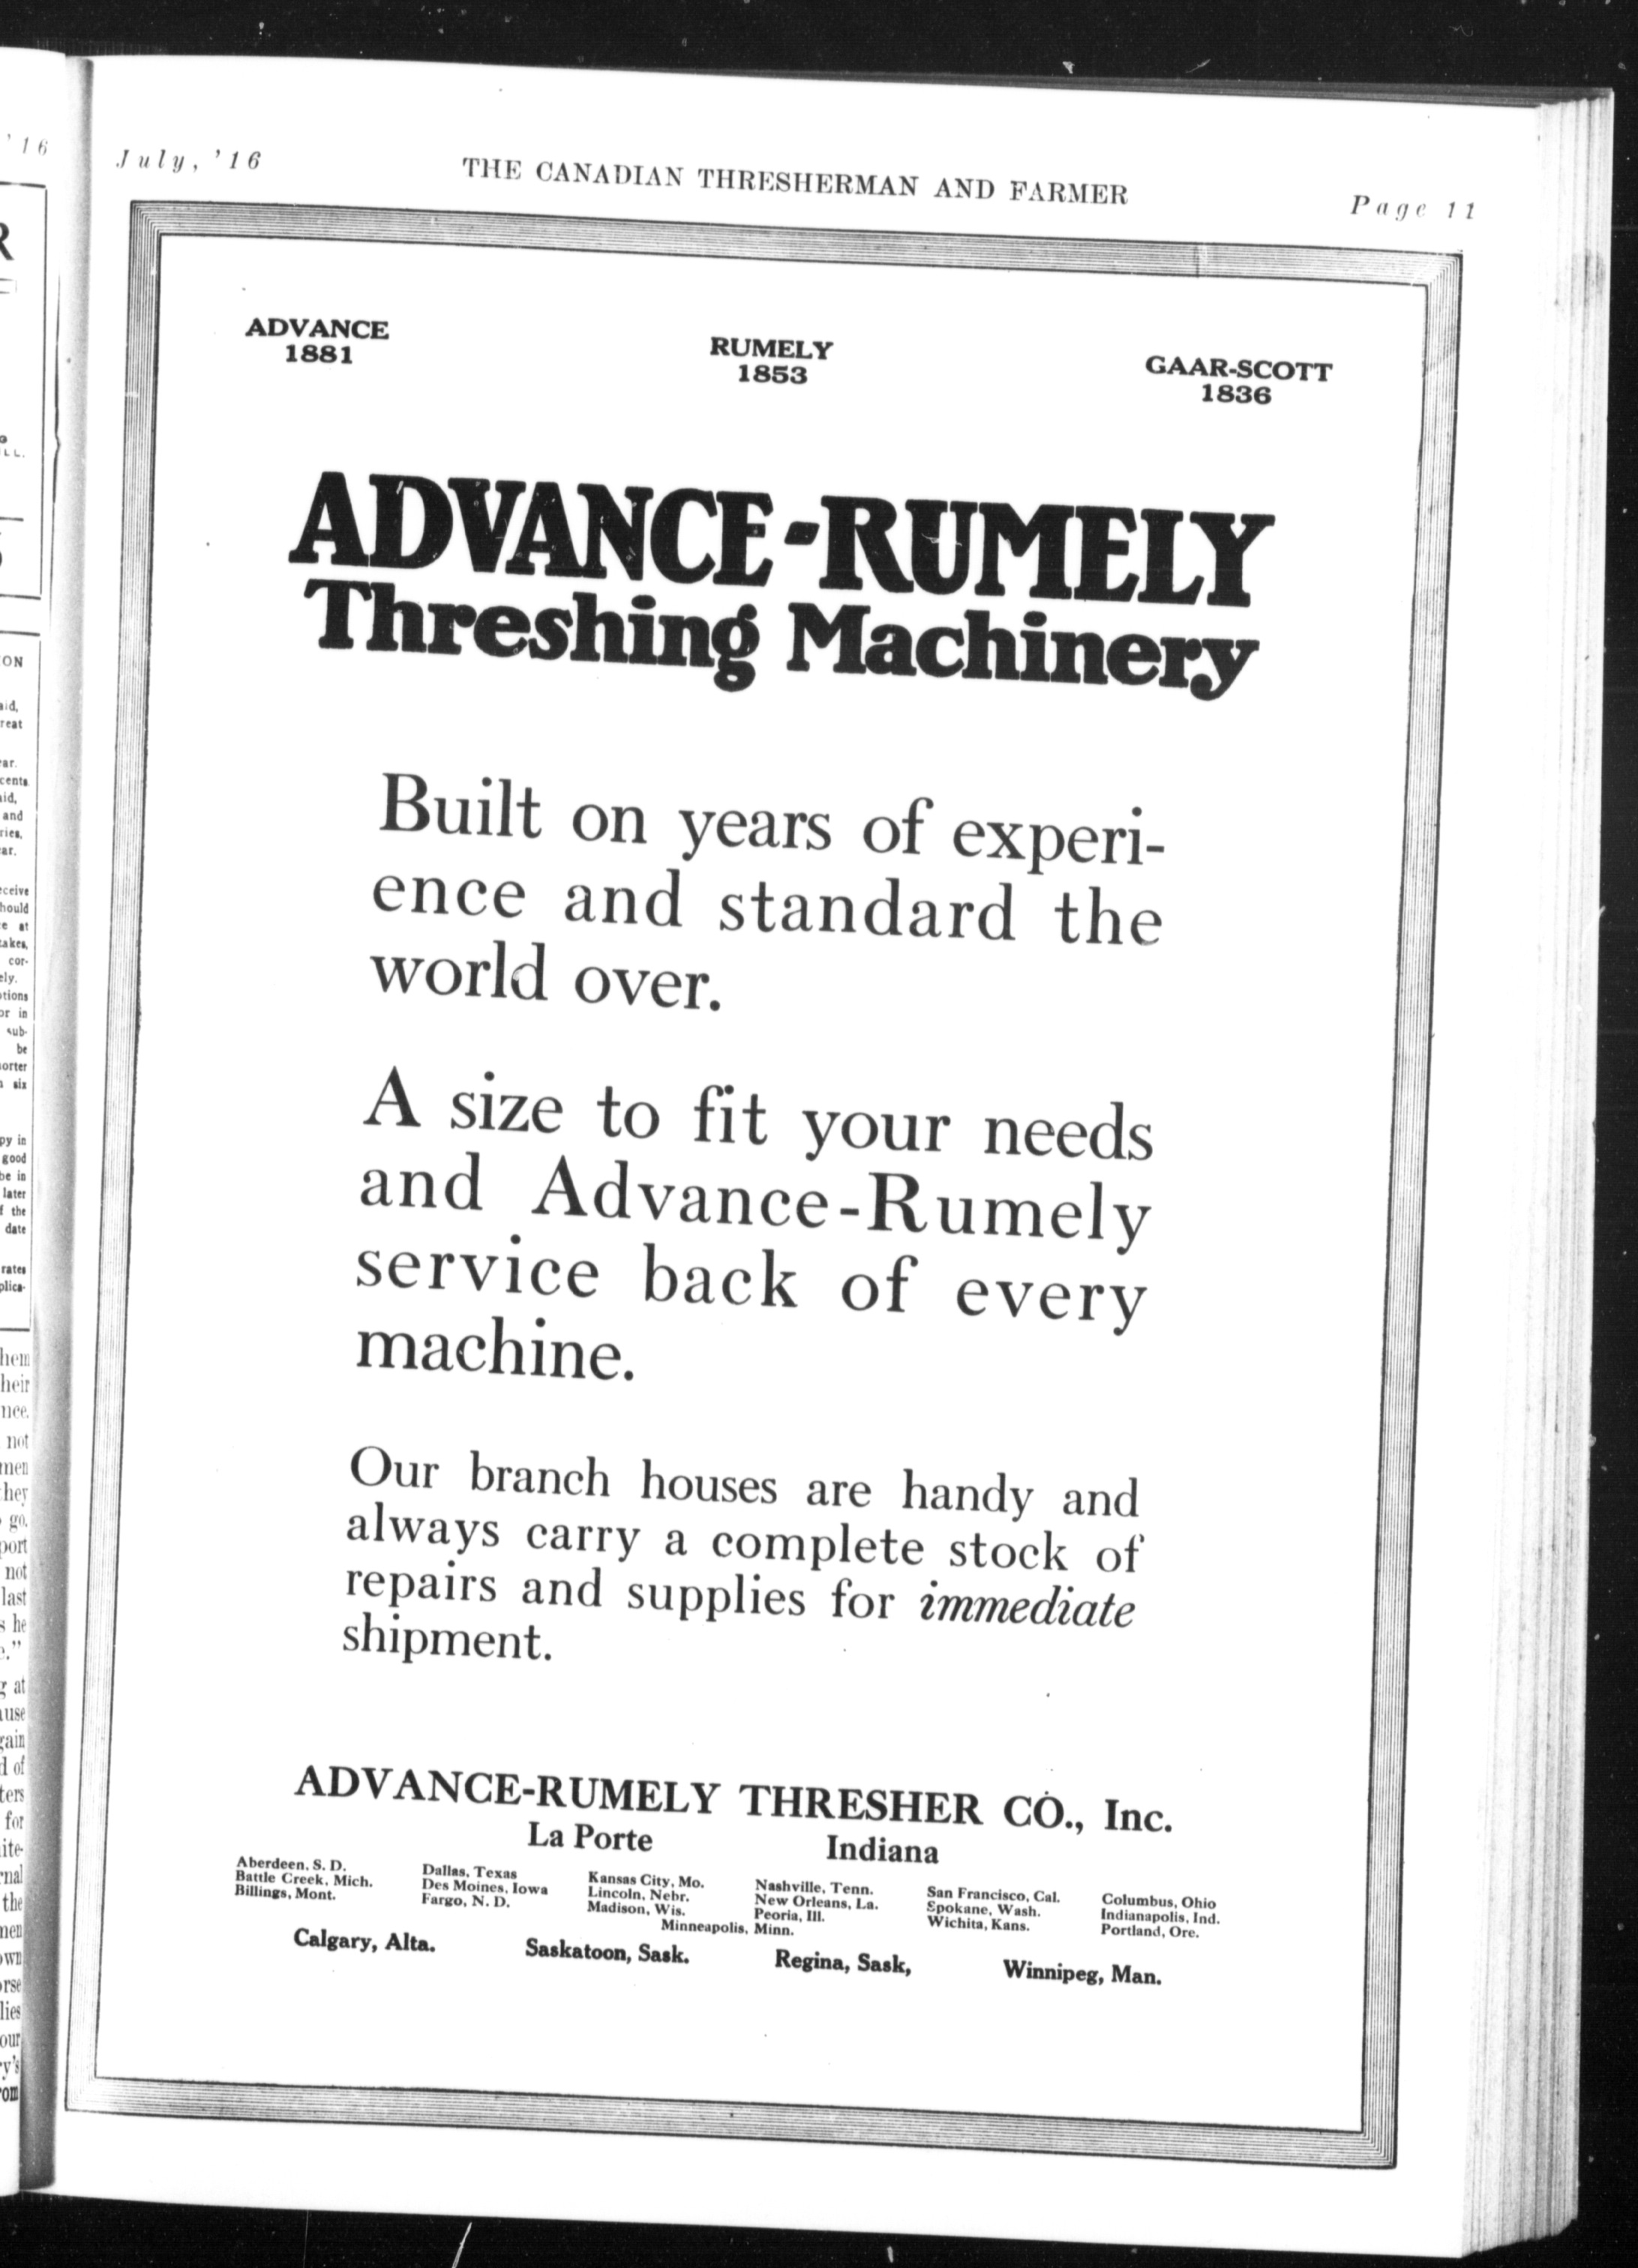 July, '16
THE CANADIAN THRESHERMAN AND FARMER
Page 11
ADVANCE
1881
RUMELY
1853
GAAR-SCOTT
1836
ADVANCE-RUMELY
Threshing Machinery
Built on years of experi-
ence and standard the
world over.
A size to fit your needs
and Advance-Rumely
service back of every
machine.
Our branch houses are handy and
always carry a complete stock of
repairs and supplies for immediate
shipment.
ADVANCE-RUMELY THRESHER CO., Inc.
La Porte Indiana
Aberdeen, S. D.
Battle Creek, Mich.
Billings, Mont.
Dallas, Texas
Des Moines, Iowa
Fargo, N. D.
Kansas City, Mo.
Lincoln, Nebr.
Madison, Wis.
Nashville, Tenn.
New Orleans, La.
Peoria, Ill.
San Francisco, Cal.
Spokane, Wash.
Wichita, Kans.
Columbus, Ohio
Indianapolis, Ind.
Portland, Ore.
Minneapolis, Minn.
Calgary, Alta. Saskatoon, Sask. Regina, Sask, Winnipeg, Man.